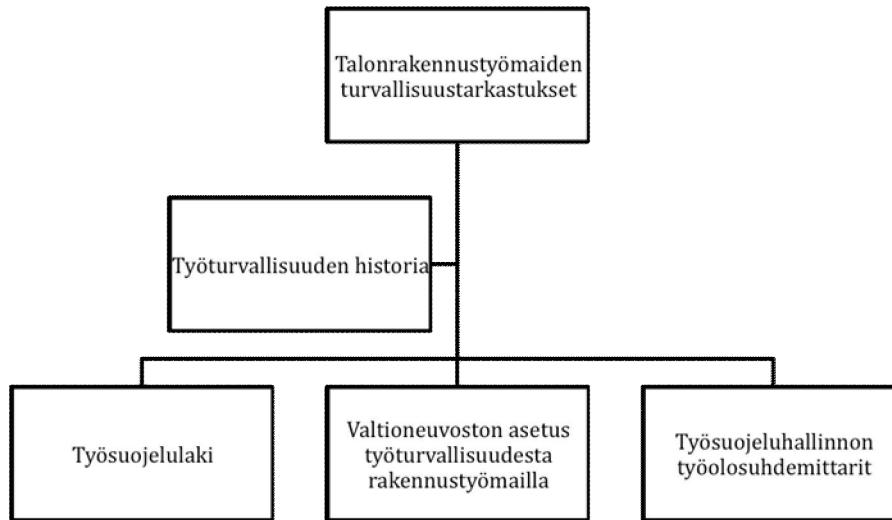 Talonrakennustyömaiden
turvallisuustarkastukset
Työturvallisuuden historia
Työsuojelulaki
Valtioneuvoston asetus
työturvallisuudesta
rakennustyömailla
Työsuojeluhallinnon
työolosuhdemittarit